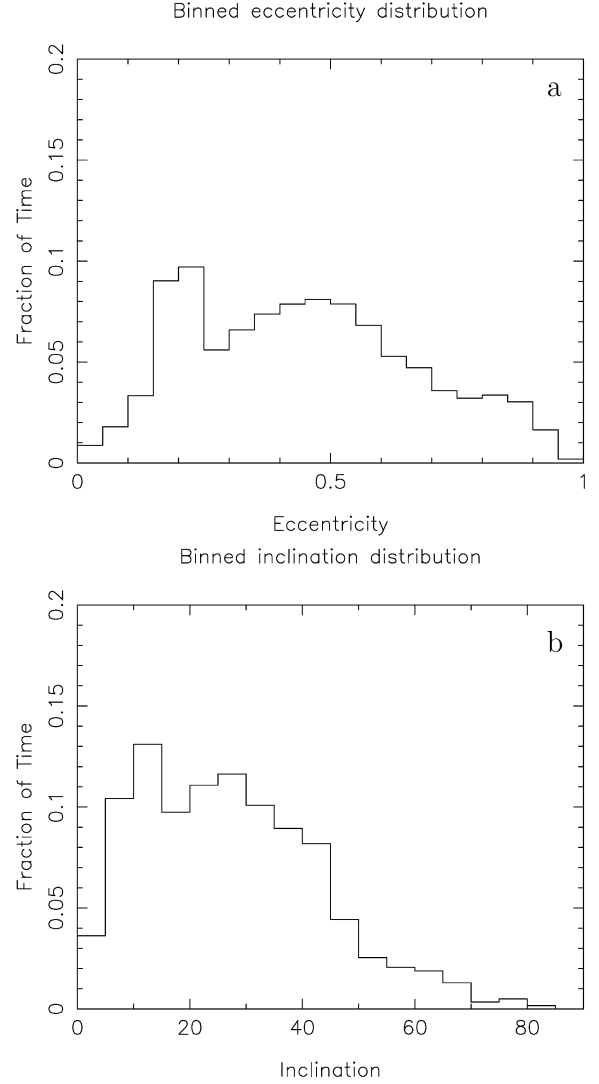 Binned eccentricity distribution
a
0.2
0.15
0.1
0.05
0
Fraction of Time
0
0.5
1
Eccentricity
Binned inclination distribution
b
0.2
0.15
0.1
0.05
0
Fraction of Time
0
20
40
60
80
Inclination